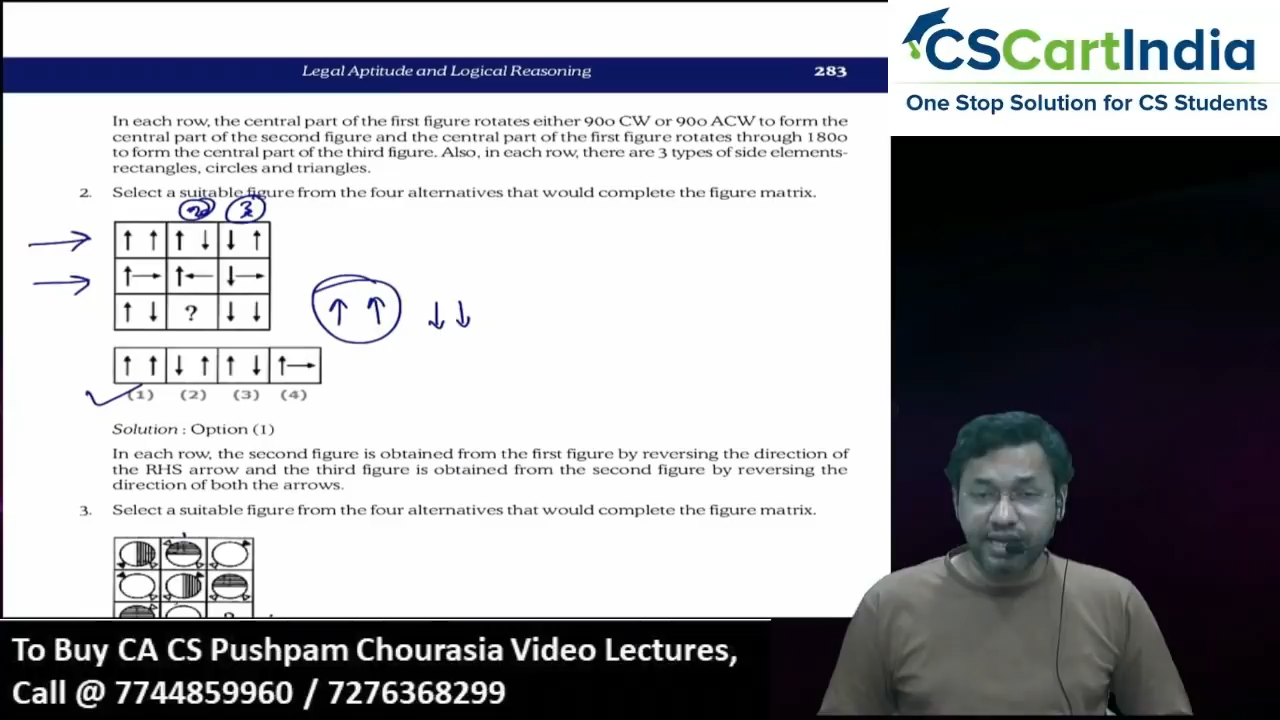 Legal Aptitude and Logical Reasoning 283
CSCartIndia
One Stop Solution for CS Students
In each row, the central part of the first figure rotates either 90o CW or 90o ACW to form the
central part of the second figure and the central part of the first figure rotates through 180o
to form the central part of the third figure. Also, in each row, there are 3 types of side elements-
rectangles, circles and triangles.
2. Select a suitable figure from the four alternatives that would complete the figure matrix.
?
(1) (2) (3) (4)
Solution : Option (1)
In each row, the second figure is obtained from the first figure by reversing the direction of
the RHS arrow and the third figure is obtained from the second figure by reversing the
direction of both the arrows.
3. Select a suitable figure from the four alternatives that would complete the figure matrix.
To Buy CA CS Pushpam Chourasia Video Lectures,
Call @ 7744859960 / 7276368299